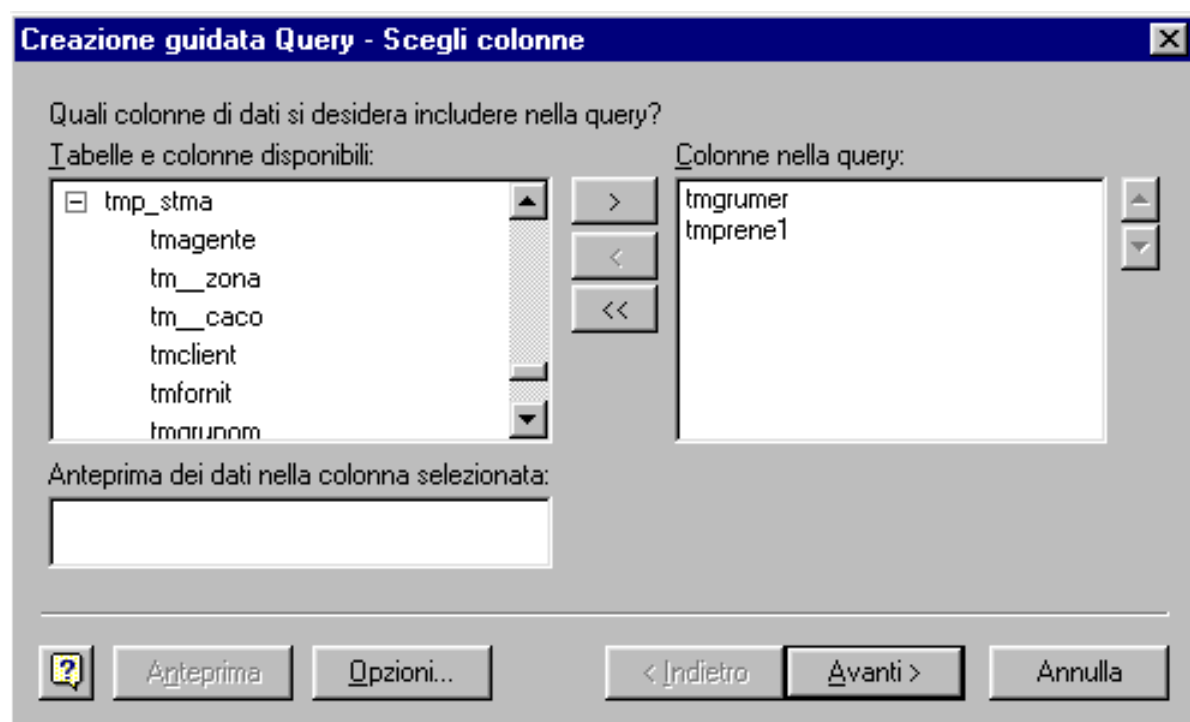 Creazione guidata Query - Scegli colonne
Quali colonne di dati si desidera includere nella query?
Tabelle e colonne disponibili:
tmp_stma
tmagente
tm__zona
tm__caco
tmclient
tmfornit
tmgrupom
>
<
<<
Colonne nella query:
tmgrumer
tmprene1
Anteprima dei dati nella colonna selezionata:
?
Anteprima
Opzioni...
< Indietro
Avanti >
Annulla